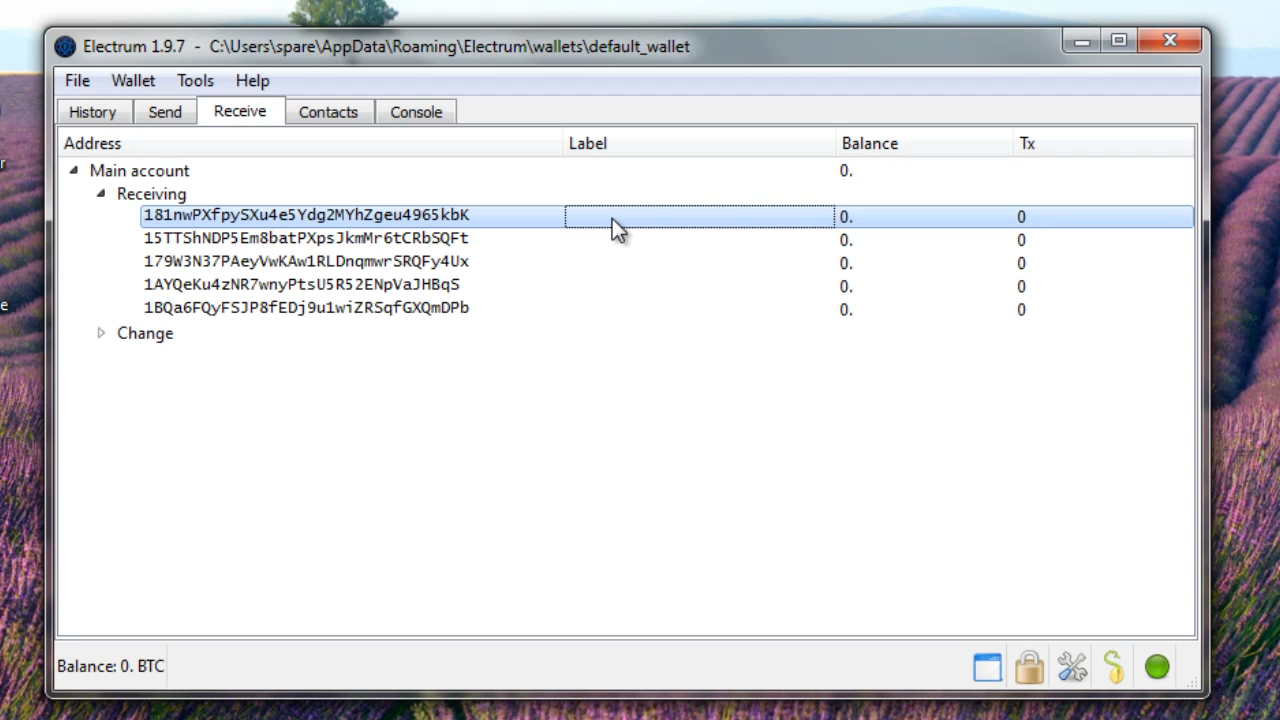 Electrum 1.9.7 - C:\Users\spare\AppData\Roaming\Electrum\wallets\default_wallet
File Wallet Tools Help
History Send Receive Contacts Console
Address Label Balance Tx
Main account 0.
Receiving
181nwPXfpySXu4e5Ydg2MYhZgeu4965kbK 0. 0
15TTShNDP5Em8batPXpsJkmMr6tCRbSQFt 0. 0
179W3N37PAeyVwKAw1RLDnqmwrSRQFy4Ux 0. 0
1AYQeKu4zNR7wnyPtsU5R52ENpVaJHBqS 0. 0
1BQa6FQyFSJP8fEDj9u1wiZRSqfGXQmDPb 0. 0
Change
Balance: 0. BTC
r
e